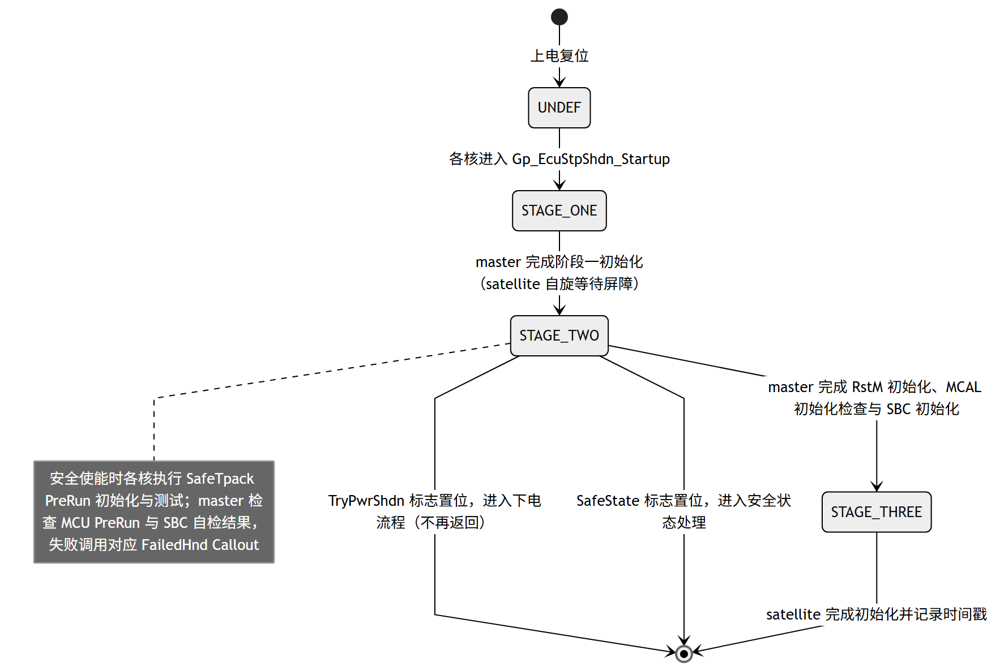 上电复位
UNDEF
各核进入 Gp_EcuStpShdn_Startup
STAGE_ONE
master 完成阶段一初始化
（satellite 自旋等待屏障）
STAGE_TWO
master 完成 RstM 初始化、MCAL
初始化检查与 SBC 初始化
安全使能时各核执行 SafeTpack
PreRun 初始化与测试；master 检
查 MCU PreRun 与 SBC 自检结果，
失败调用对应 FailedHnd Callout
TryPwrShdn 标志置位，进入下电
流程（不再返回）
SafeState 标志置位，进入安全状
态处理
STAGE_THREE
satellite 完成初始化并记录时间戳